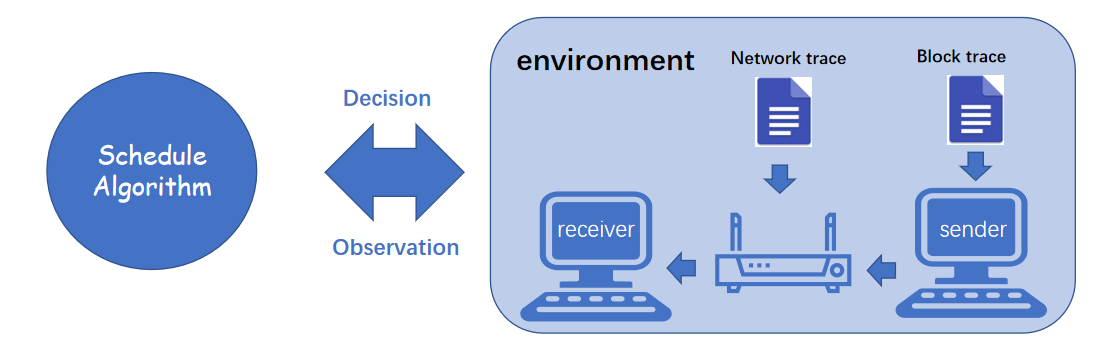 Schedule
Algorithm
Decision
Observation
environment
Network trace
Block trace
receiver
sender